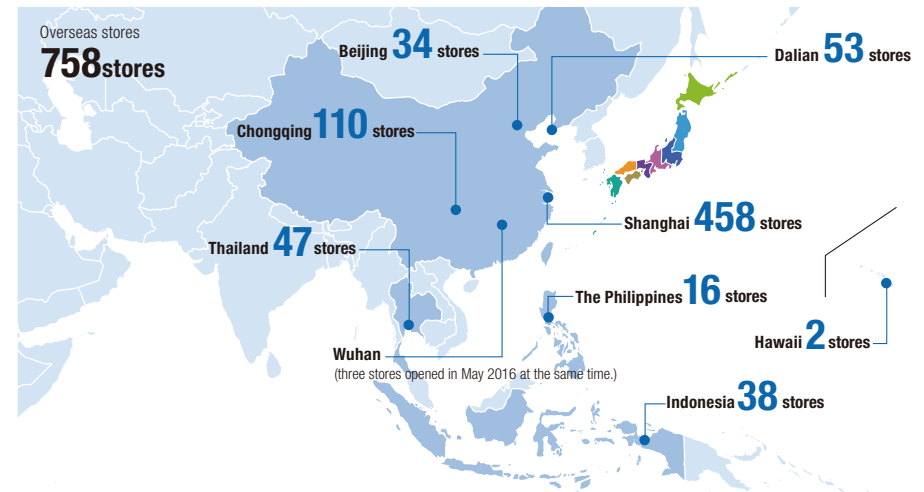 Overseas stores
758stores
Beijing 34 stores
Dalian 53 stores
Chongqing 110 stores
Shanghai 458 stores
Thailand 47 stores
The Philippines 16 stores
Hawaii 2 stores
Wuhan
(three stores opened in May 2016 at the same time.)
Indonesia 38 stores